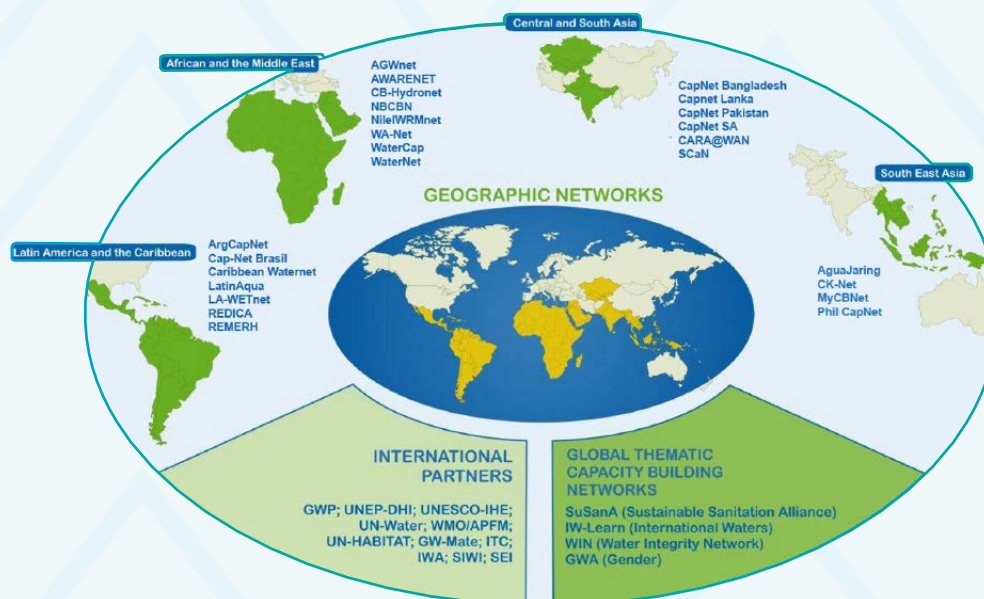 Central and South Asia
African and the Middle East
AGWnet
AWARENET
CB-Hydronet
NBCBN
NileIWRMnet
WA-Net
WaterCap
WaterNet
CapNet Bangladesh
Capnet Lanka
CapNet Pakistan
CapNet SA
CARA@WAN
SCaN
South East Asia
GEOGRAPHIC NETWORKS
Latin America and the Caribbean
ArgCapNet
Cap-Net Brasil
Caribbean Waternet
LatinAqua
LA-WETnet
REDICA
REMERH
AguaJaring
CK-Net
MyCBNet
Phil CapNet
INTERNATIONAL
PARTNERS
GWP; UNEP-DHI; UNESCO-IHE;
UN-Water; WMO/APFM;
UN-HABITAT; GW-Mate; ITC;
IWA; SIWI; SEI
GLOBAL THEMATIC
CAPACITY BUILDING
NETWORKS
SuSanA (Sustainable Sanitation Alliance)
IW-Learn (International Waters)
WIN (Water Integrity Network)
GWA (Gender)